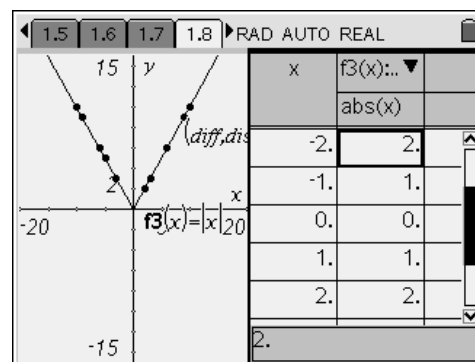 1.5 1.6 1.7 1.8 RAD AUTO REAL
15 y
(diff,dis
2
x
-20 f3(x)=|x| 20
-15
x f3(x):.. ▼
abs(x)
-2. 2.
-1. 1.
0. 0.
1. 1.
2. 2.
2.